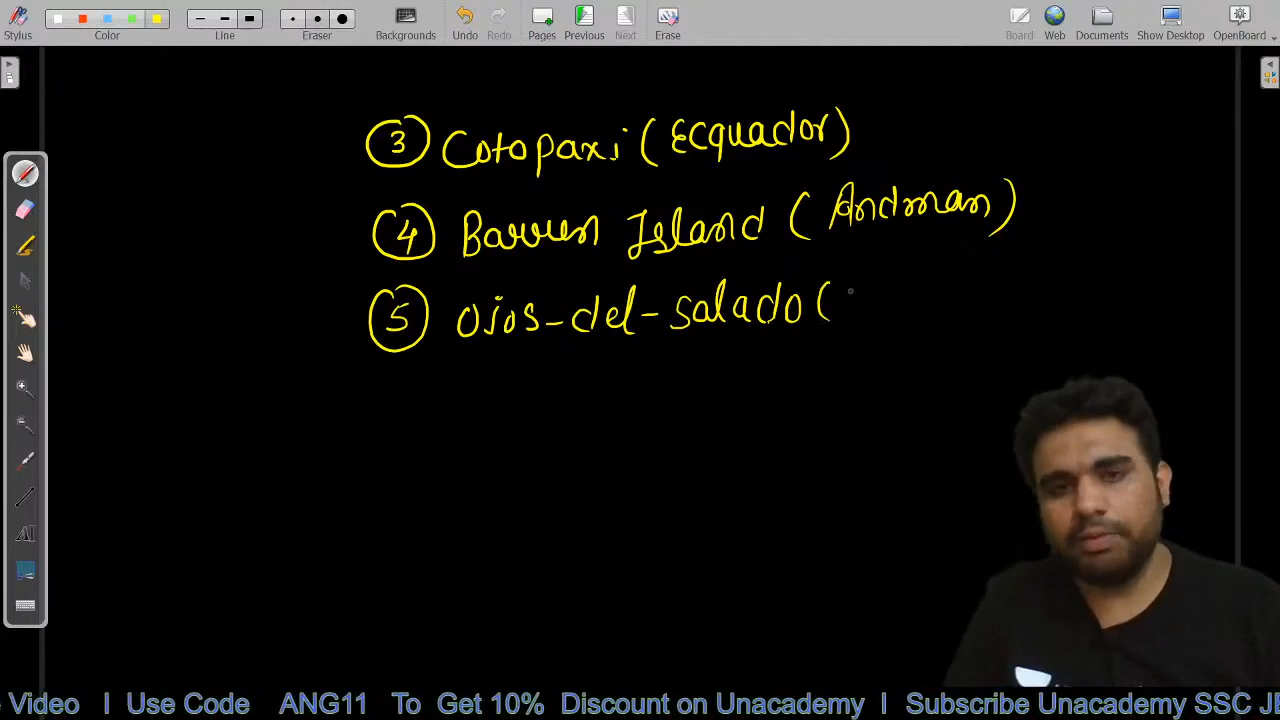 Stylus Color Line Eraser Backgrounds Undo Redo Pages Previous Next Erase Board Web Documents Show Desktop OpenBoard
3 Cotopaxi (Ecquador)
4 Barren Island (Andman)
5 Ojos-del-salado (
e Video I Use Code ANG11 To Get 10% Discount on Unacademy I Subscribe Unacademy SSC JE